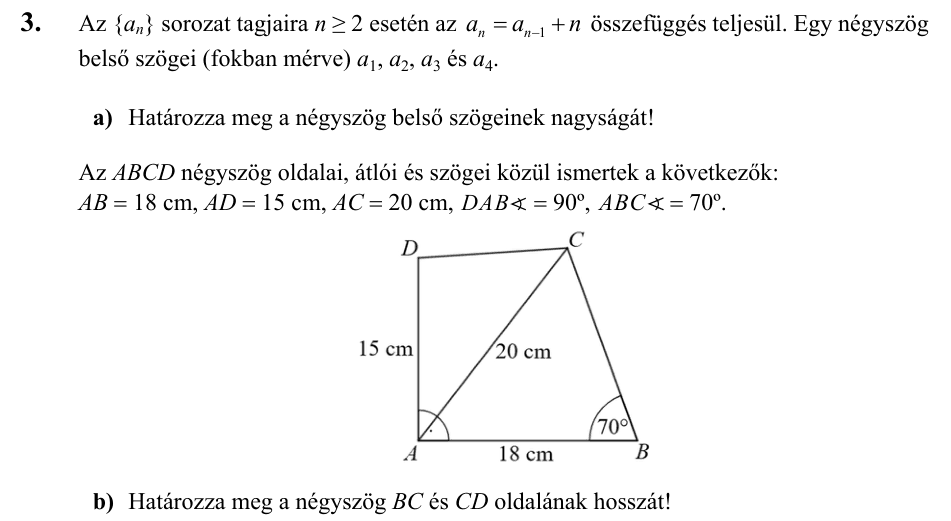 3. Az {aₙ} sorozat tagjaira n ≥ 2 esetén az aₙ = aₙ₋₁ + n összefüggés teljesül. Egy négyszög
belső szögei (fokban mérve) a₁, a₂, a₃ és a₄.
a) Határozza meg a négyszög belső szögeinek nagyságát!
Az ABCD négyszög oldalai, átlói és szögei közül ismertek a következők:
AB = 18 cm, AD = 15 cm, AC = 20 cm, DAB∢ = 90º, ABC∢ = 70º.
D C
15 cm 20 cm
70°
A 18 cm B
b) Határozza meg a négyszög BC és CD oldalának hosszát!